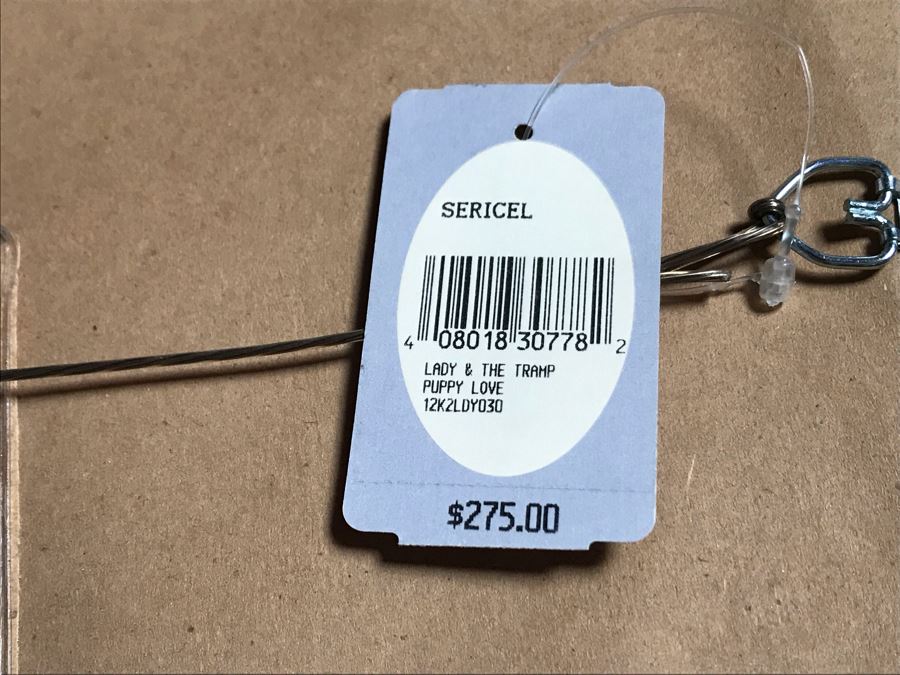 SERICEL
4 08018 30778 2
LADY & THE TRAMP
PUPPY LOVE
12K2LDY030
$275.00